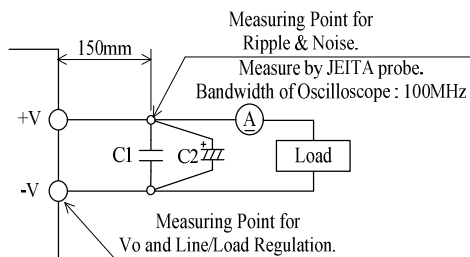 Measuring Point for
Ripple & Noise.
150mm
Measure by JEITA probe.
Bandwidth of Oscilloscope : 100MHz
+V
A
C1
+
C2
Load
-V
Measuring Point for
Vo and Line/Load Regulation.